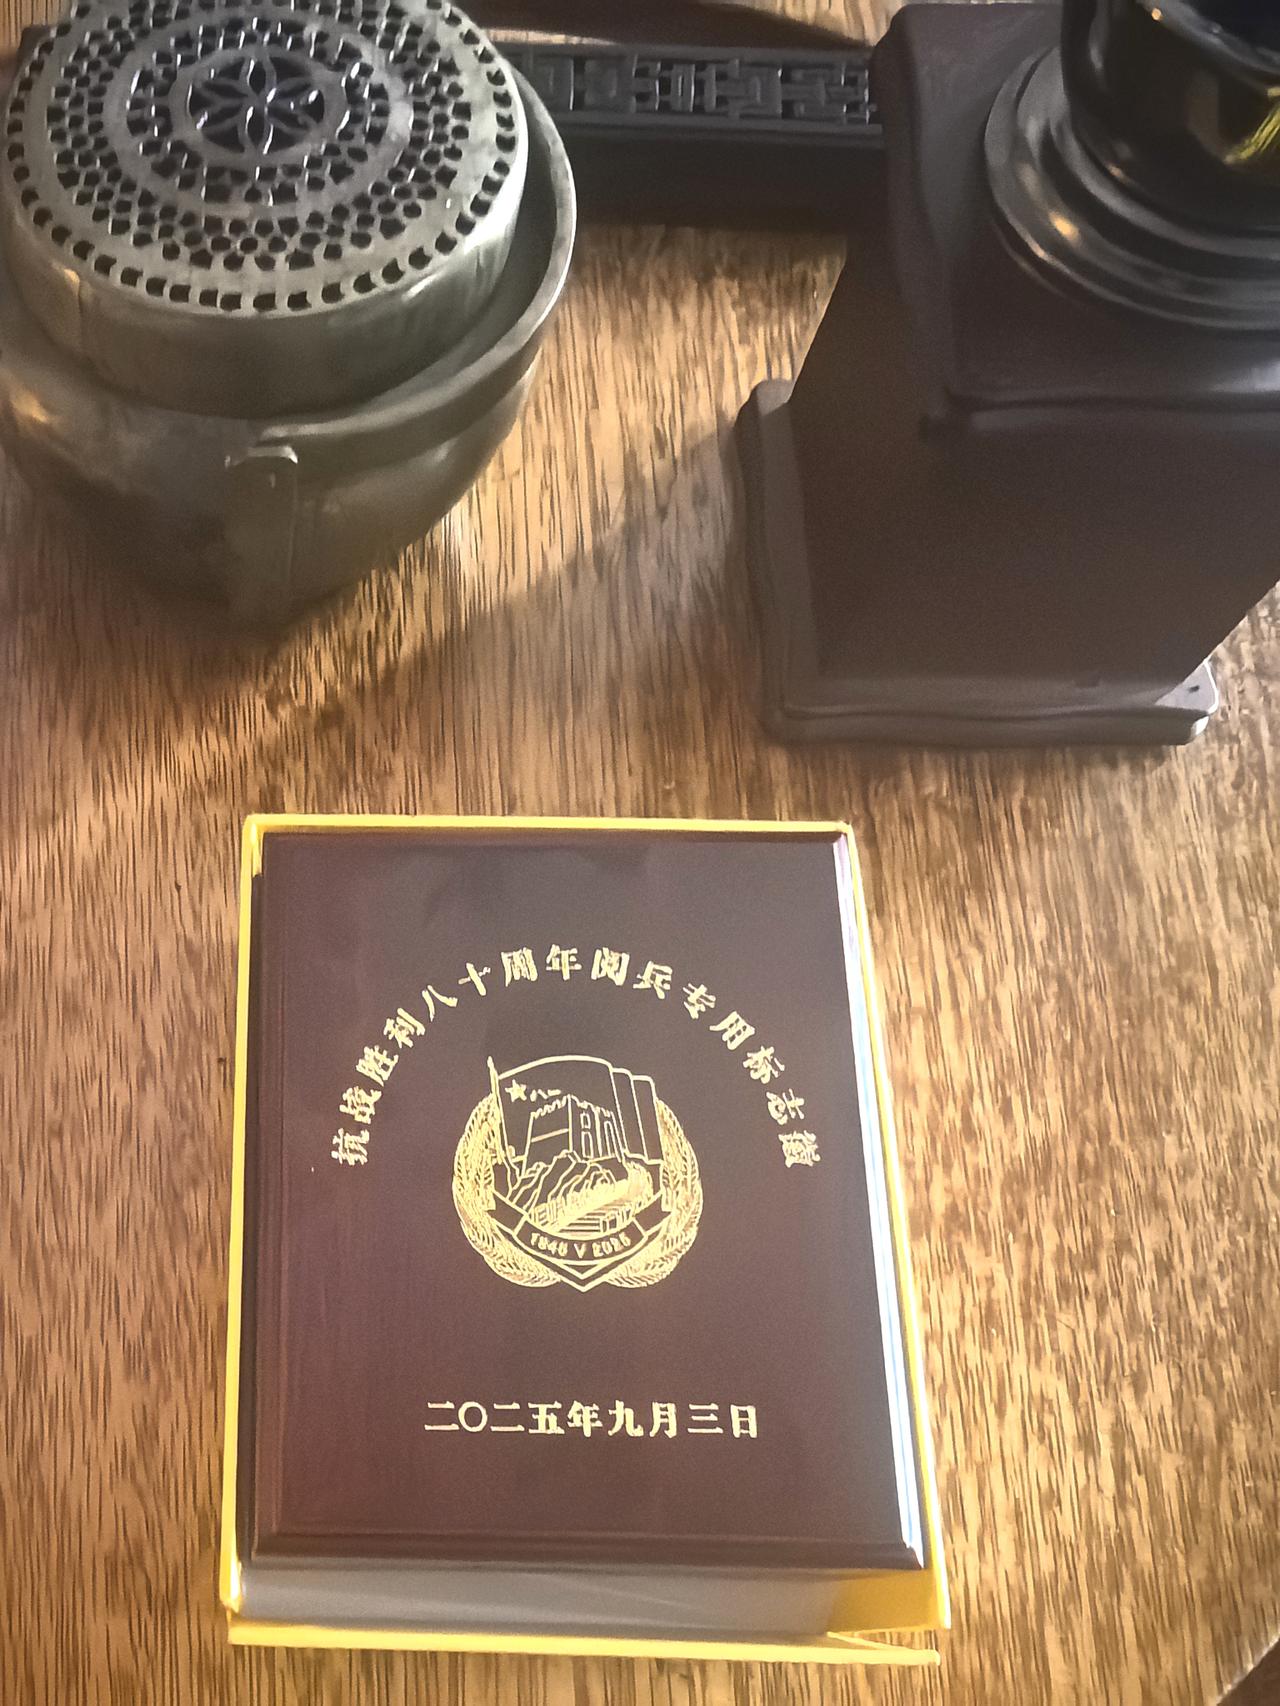 抗战胜利八十周年阅兵专用标志徽
八一
1945 V 2025
二〇二五年九月三日